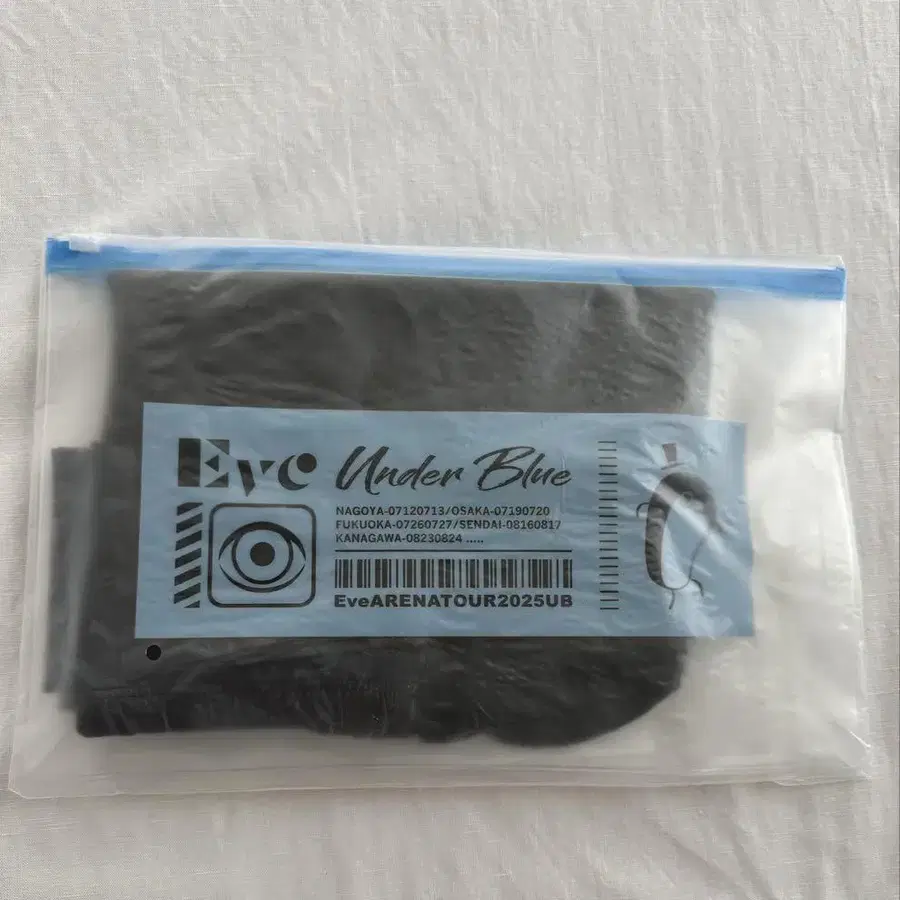 Eve Under Blue
NAGOYA-07120713/OSAKA-07190720
FUKUOKA-07260727/SENDAI-08160817
KANAGAWA-08230824 .....
EveARENATOUR2025UB